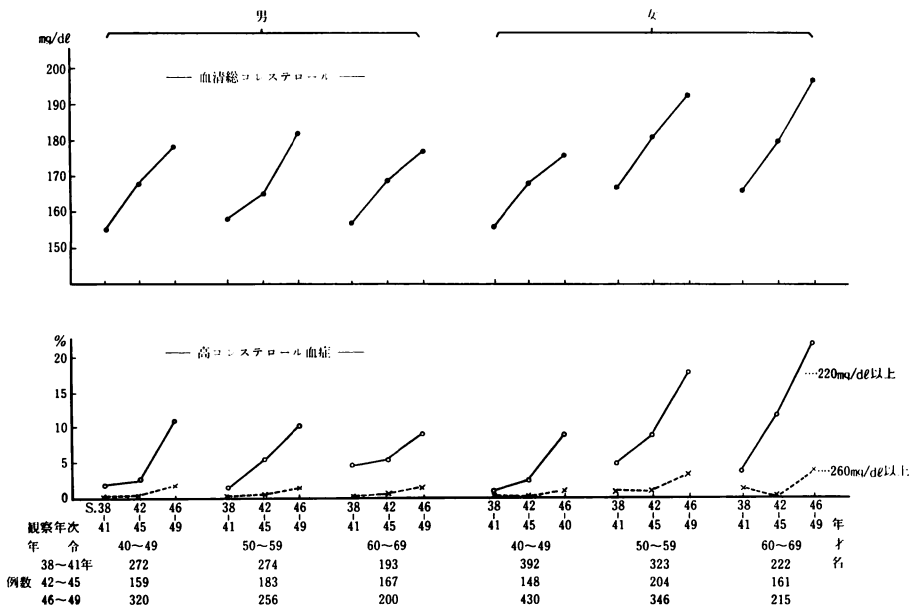 男 女
mg/dℓ
200
血清総コレステロール
190
180
170
160
150
%
高コレステロール血症
20
220mg/dℓ以上
15
10
5
260mg/dℓ以上
0
S.38 42 46 38 42 46 38 42 46 38 42 46 38 42 46 38 42 46
観察年次 41 45 49 41 45 49 41 45 49 41 45 40 41 45 49 41 45 49 年
年令 40~49 50~59 60~69 40~49 50~59 60~69 才
38~41年 272 274 193 392 323 222 名
例数 42~45 159 183 167 148 204 161
46~49 320 256 200 430 346 215